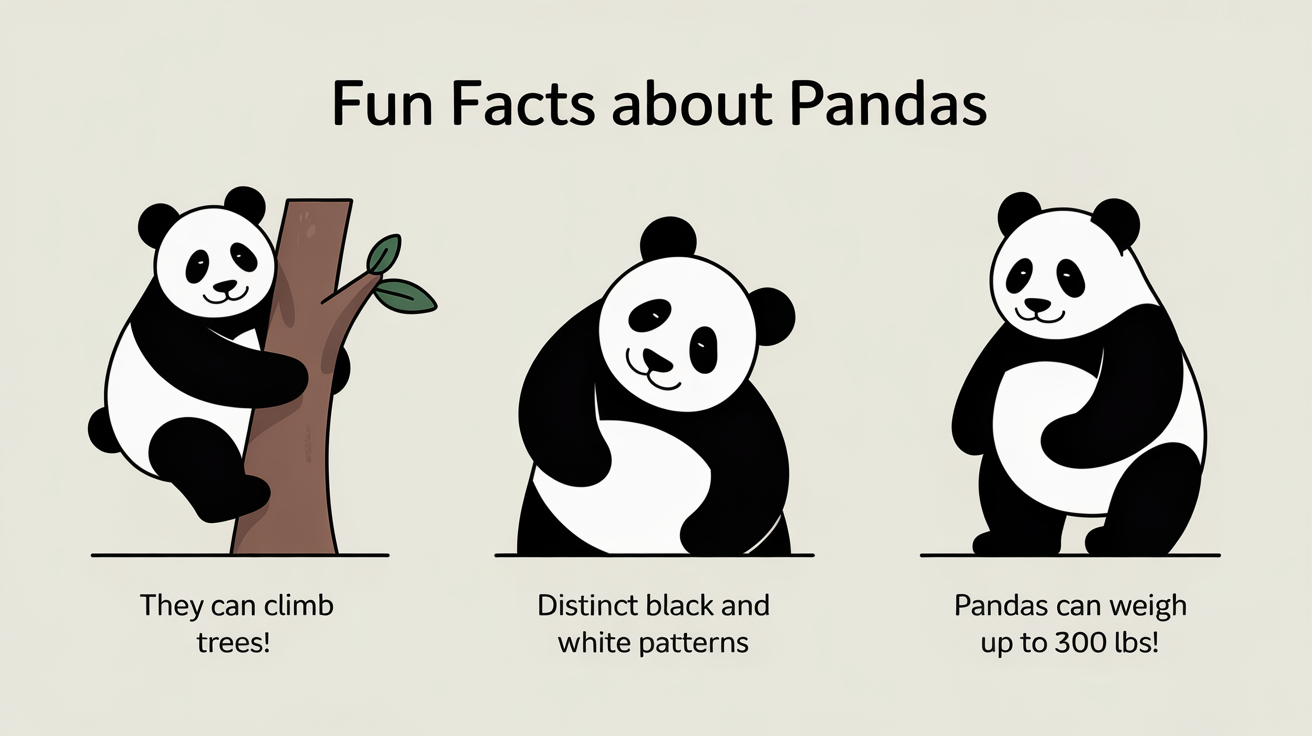 Fun Facts about Pandas
They can climb
trees!
Distinct black and
white patterns
Pandas can weigh
up to 300 lbs!